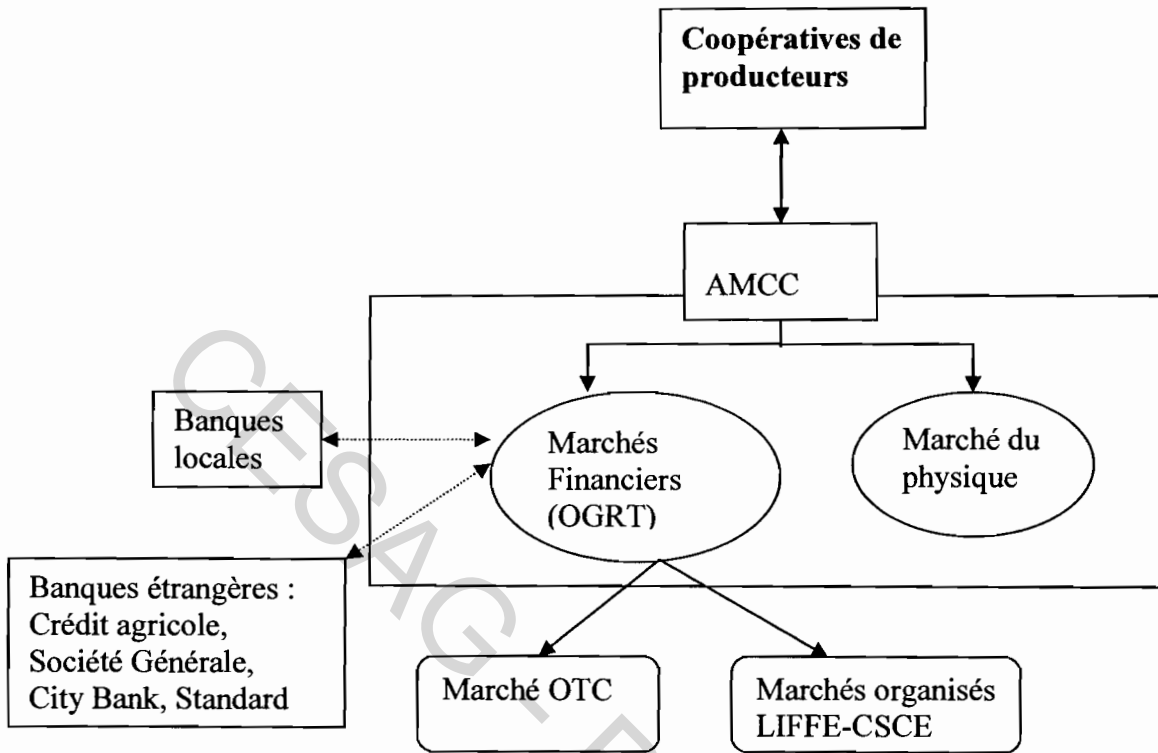 Coopératives de
producteurs
AMCC
Banques
locales
Marchés
Financiers
(OGRT)
Marché du
physique
Banques étrangères :
Crédit agricole,
Société Générale,
City Bank, Standard
Marché OTC
Marchés organisés
LIFFE-CSCE
CESAG -